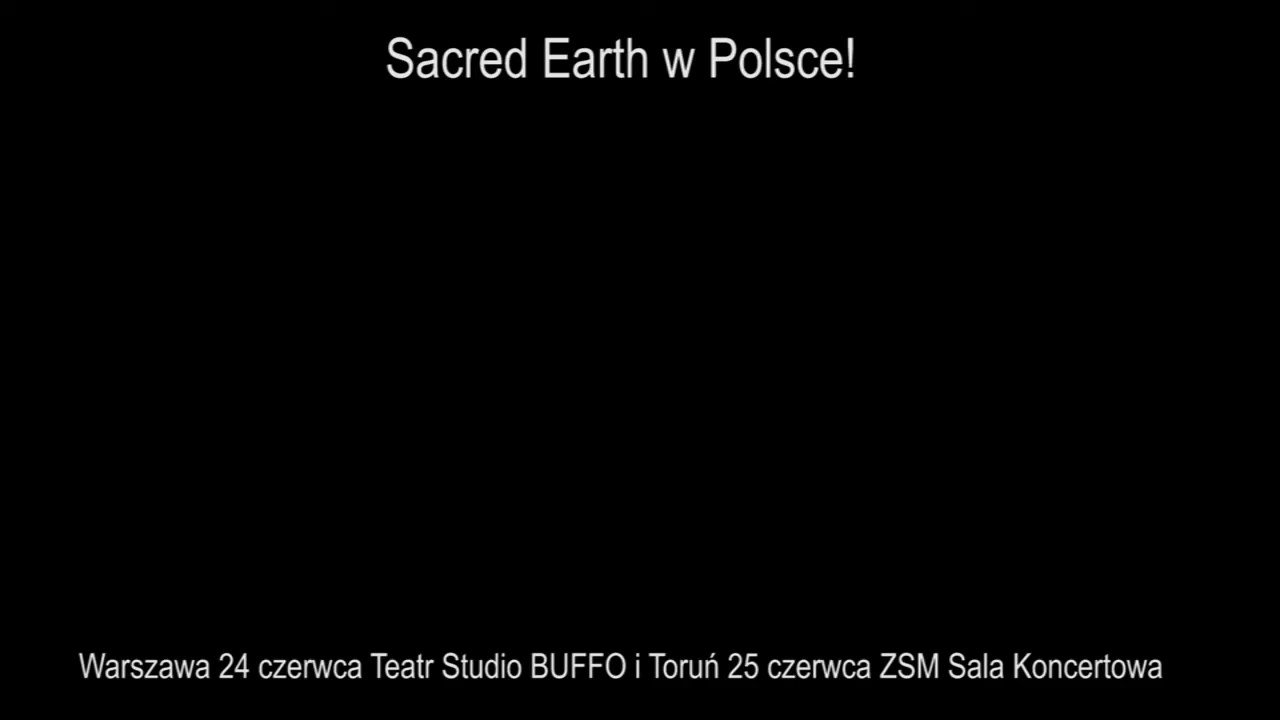 Sacred Earth w Polsce!
Warszawa 24 czerwca Teatr Studio BUFFO i Toruń 25 czerwca ZSM Sala Koncertowa